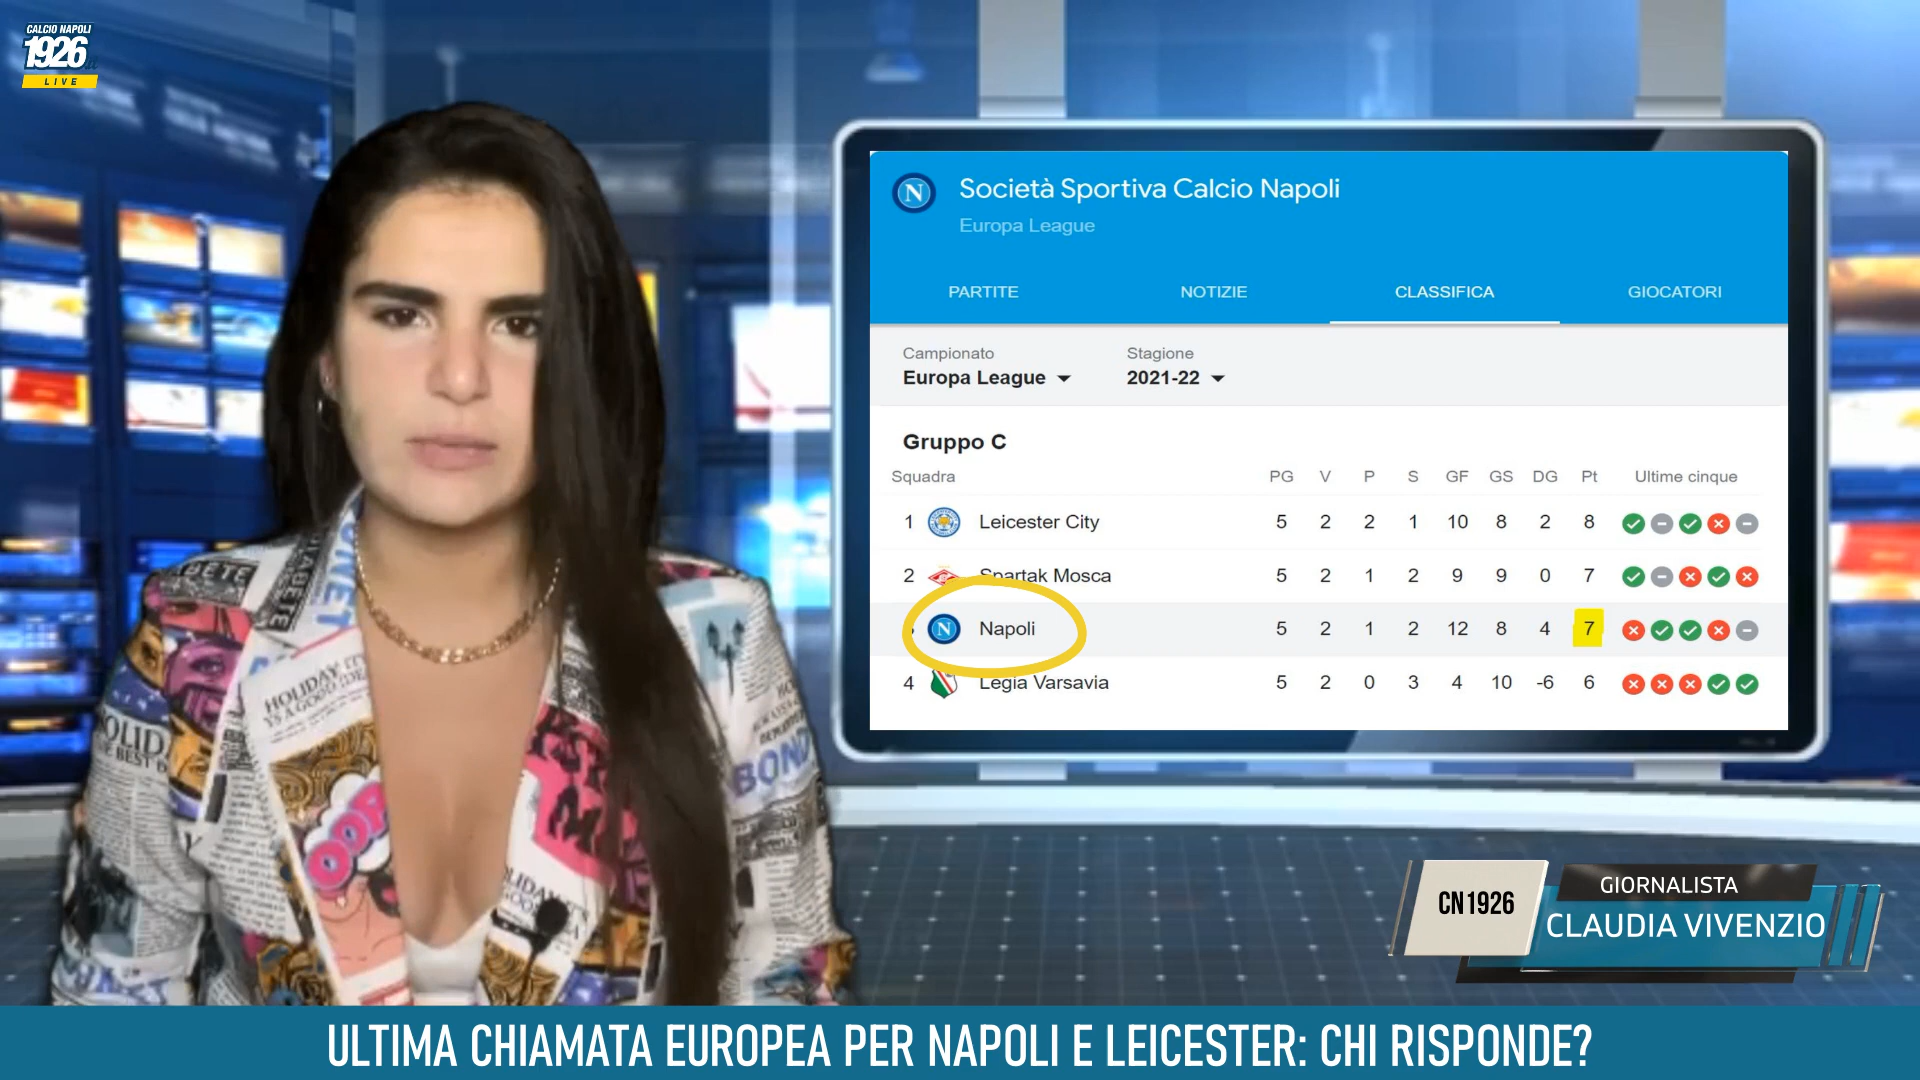 CALCIO NAPOLI
1926
LIVE
Società Sportiva Calcio Napoli
Europa League
PARTITE NOTIZIE CLASSIFICA GIOCATORI
Campionato Stagione
Europa League 2021-22
Gruppo C
Squadra PG V P S GF GS DG Pt Ultime cinque
1 Leicester City 5 2 2 1 10 8 2 8
2 Spartak Mosca 5 2 1 2 9 9 0 7
N Napoli 5 2 1 2 12 8 4 7
4 Legia Varsavia 5 2 0 3 4 10 -6 6
HOLIDAY
BOND
CN1926
GIORNALISTA
CLAUDIA VIVENZIO
ULTIMA CHIAMATA EUROPEA PER NAPOLI E LEICESTER: CHI RISPONDE?